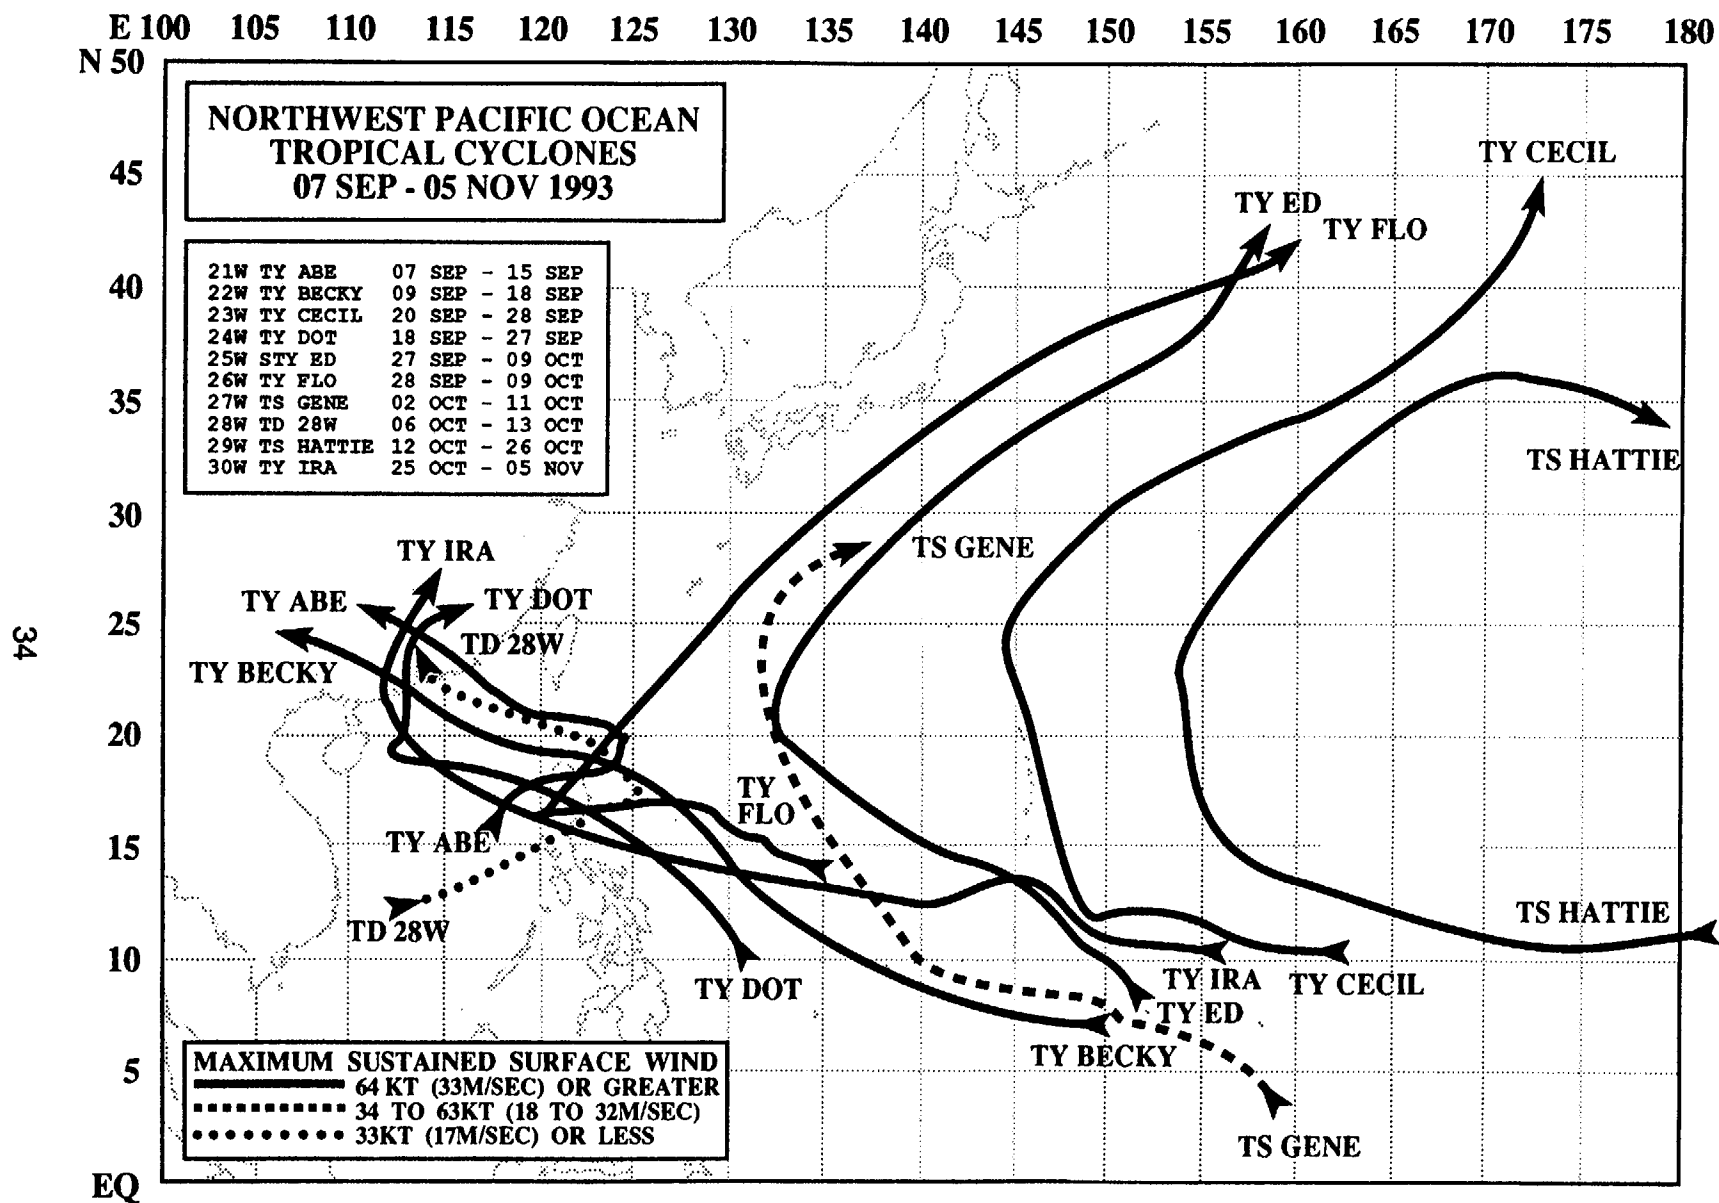 E 100 105 110 115 120 125 130 135 140 145 150 155 160 165 170 175 180
N 50
NORTHWEST PACIFIC OCEAN
TROPICAL CYCLONES
07 SEP - 05 NOV 1993
TY CECIL
45
TY ED
TY FLO
21W TY ABE 07 SEP - 15 SEP
22W TY BECKY 09 SEP - 18 SEP
23W TY CECIL 20 SEP - 28 SEP
24W TY DOT 18 SEP - 27 SEP
25W STY ED 27 SEP - 09 OCT
26W TY FLO 28 SEP - 09 OCT
27W TS GENE 02 OCT - 11 OCT
28W TD 28W 06 OCT - 13 OCT
29W TS HATTIE 12 OCT - 26 OCT
30W TY IRA 25 OCT - 05 NOV
40
35
TS HATTIE
30
TY IRA
TS GENE
TY ABE
TY DOT
25
TD 28W
34
TY BECKY
20
TY
FLO
TY ABE
15
TD 28W
TS HATTIE
10
TY DOT
TY IRA
TY CECIL
TY ED
TY BECKY
5
MAXIMUM SUSTAINED SURFACE WIND
64 KT (33M/SEC) OR GREATER
34 TO 63KT (18 TO 32M/SEC)
33KT (17M/SEC) OR LESS
TS GENE
EQ